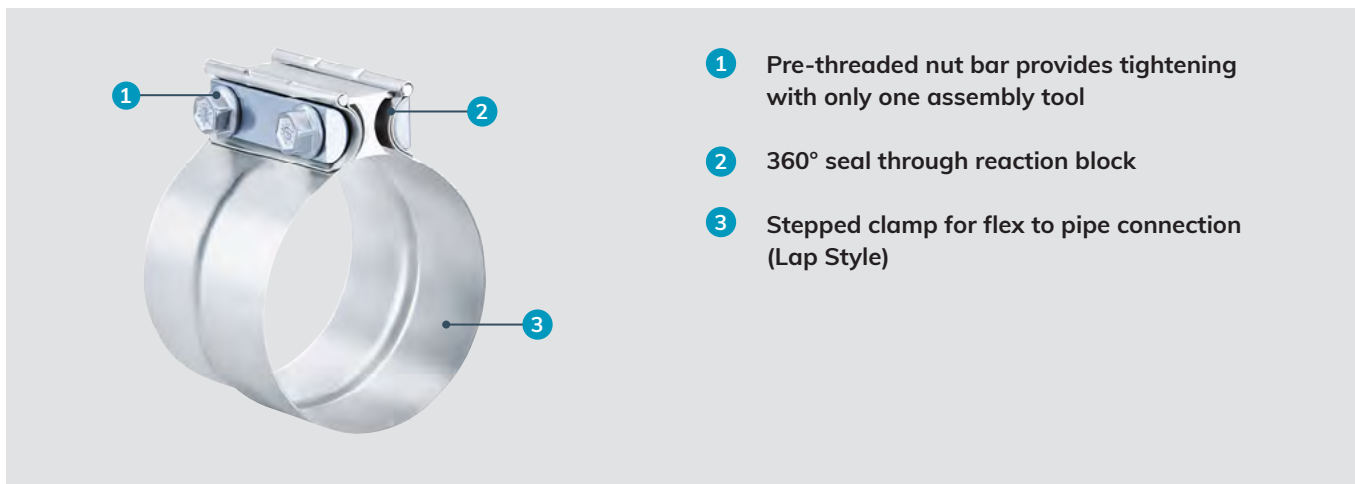 1
2
3
1 Pre-threaded nut bar provides tightening
with only one assembly tool
2 360° seal through reaction block
3 Stepped clamp for flex to pipe connection
(Lap Style)